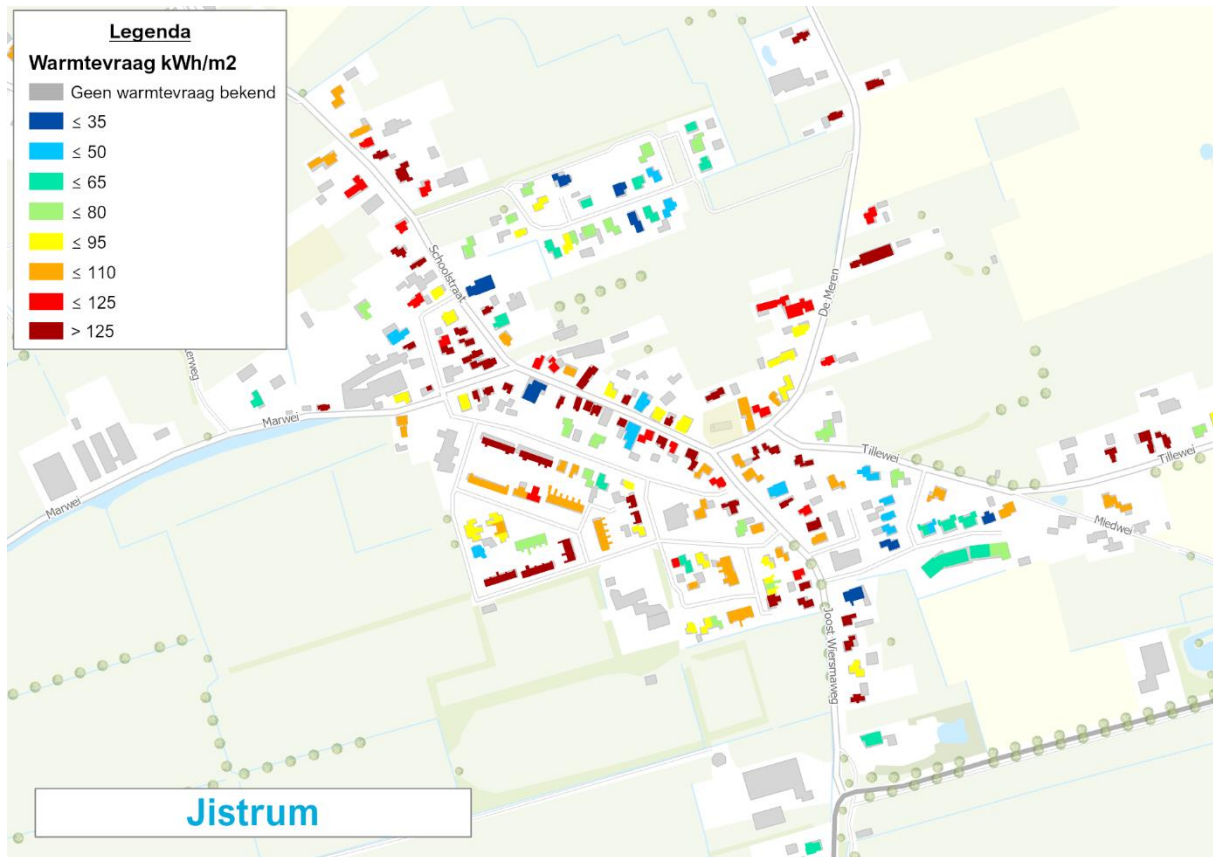 Legenda
Warmtevraag kWh/m2
Geen warmtevraag bekend
≤ 35
≤ 50
≤ 65
≤ 80
≤ 95
≤ 110
≤ 125
> 125
Schoolstraat
De Meren
Marwei
Marwei
Tillewei
Tillewei
Miedwei
Joost Wiersmaweg
Jistrum